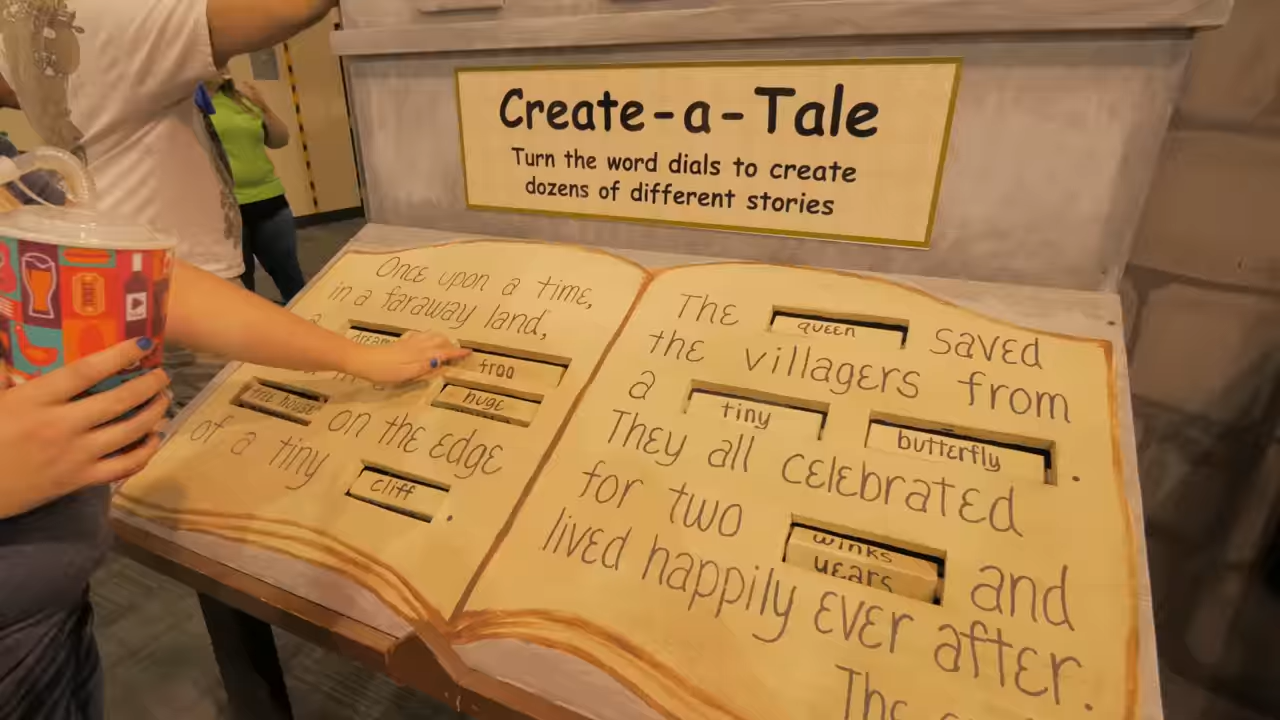 Create-a-Tale
Turn the word dials to create
dozens of different stories
Once upon a time,
in a faraway land,
a frog
huge
tree house on the edge
of a tiny cliff.
The queen saved
the villagers from
a tiny butterfly.
They all celebrated
for two winks years and
lived happily ever after.
The